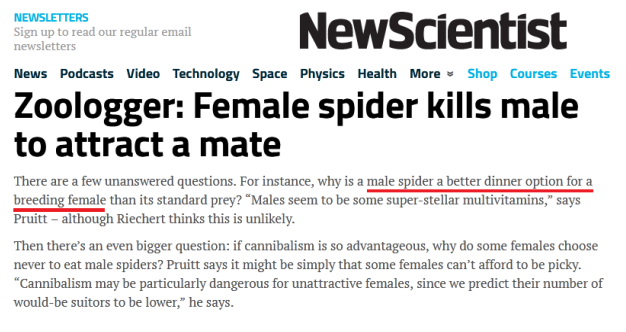 NEWSLETTERS
Sign up to read our regular email
newsletters
NewScientist
News Podcasts Video Technology Space Physics Health More Shop Courses Events
Zoologger: Female spider kills male
to attract a mate
There are a few unanswered questions. For instance, why is a male spider a better dinner option for a
breeding female than its standard prey? “Males seem to be some super-stellar multivitamins,” says
Pruitt – although Riechert thinks this is unlikely.
Then there’s an even bigger question: if cannibalism is so advantageous, why do some females choose
never to eat male spiders? Pruitt says it might be simply that some females can’t afford to be picky.
“Cannibalism may be particularly dangerous for unattractive females, since we predict their number of
would-be suitors to be lower,” he says.